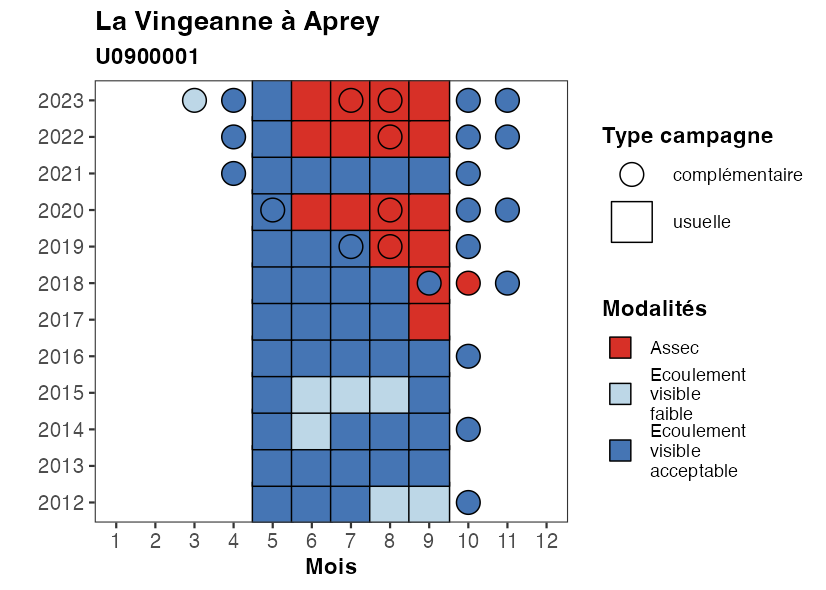 La Vingeanne à Aprey
U0900001
2023
2022
2021
2020
2019
2018
2017
2016
2015
2014
2013
2012
1 2 3 4 5 6 7 8 9 10 11 12
Mois
Type campagne
complémentaire
usuelle
Modalités
Assec
Ecoulement
visible
faible
Ecoulement
visible
acceptable